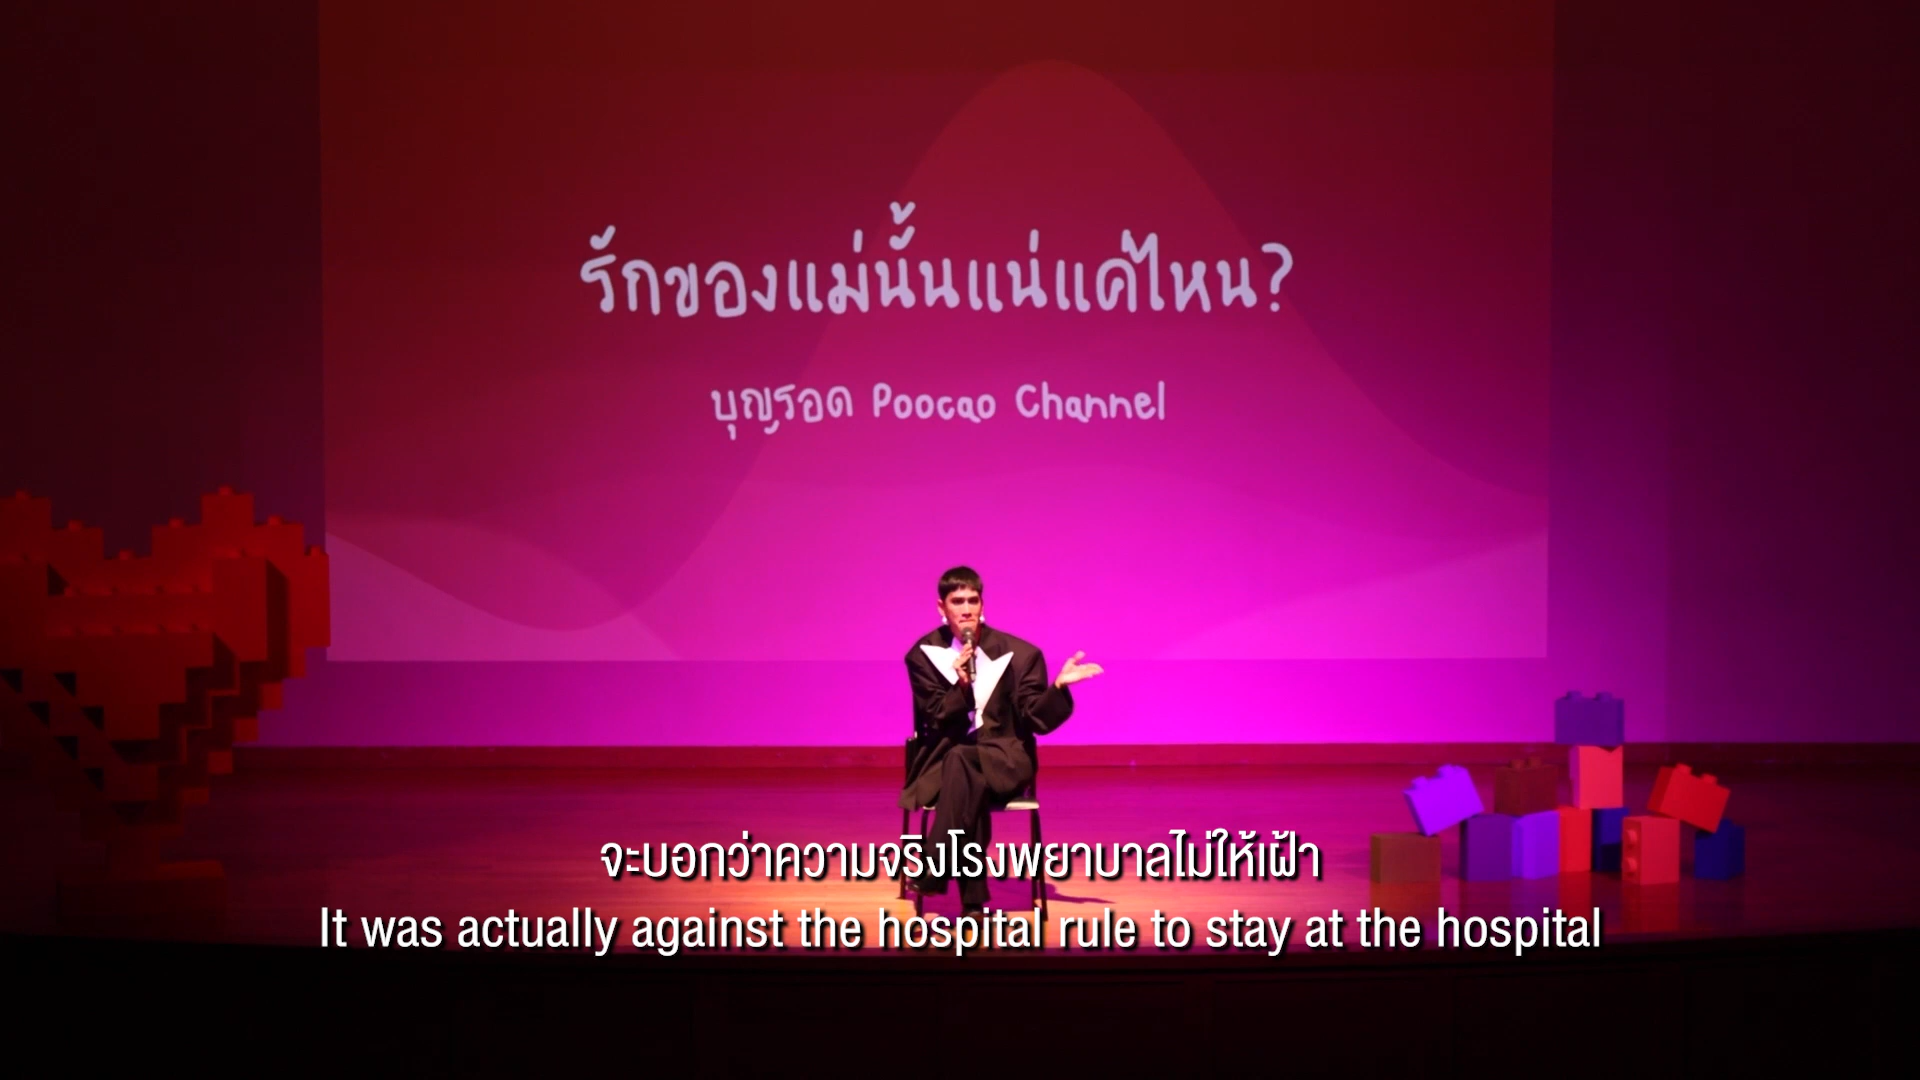 รักของแม่นั้นแน่แค่ไหน?
บุญรอด Poocao Channel
จะบอกว่าความจริงโรงพยาบาลไม่ให้เฝ้า
It was actually against the hospital rule to stay at the hospital